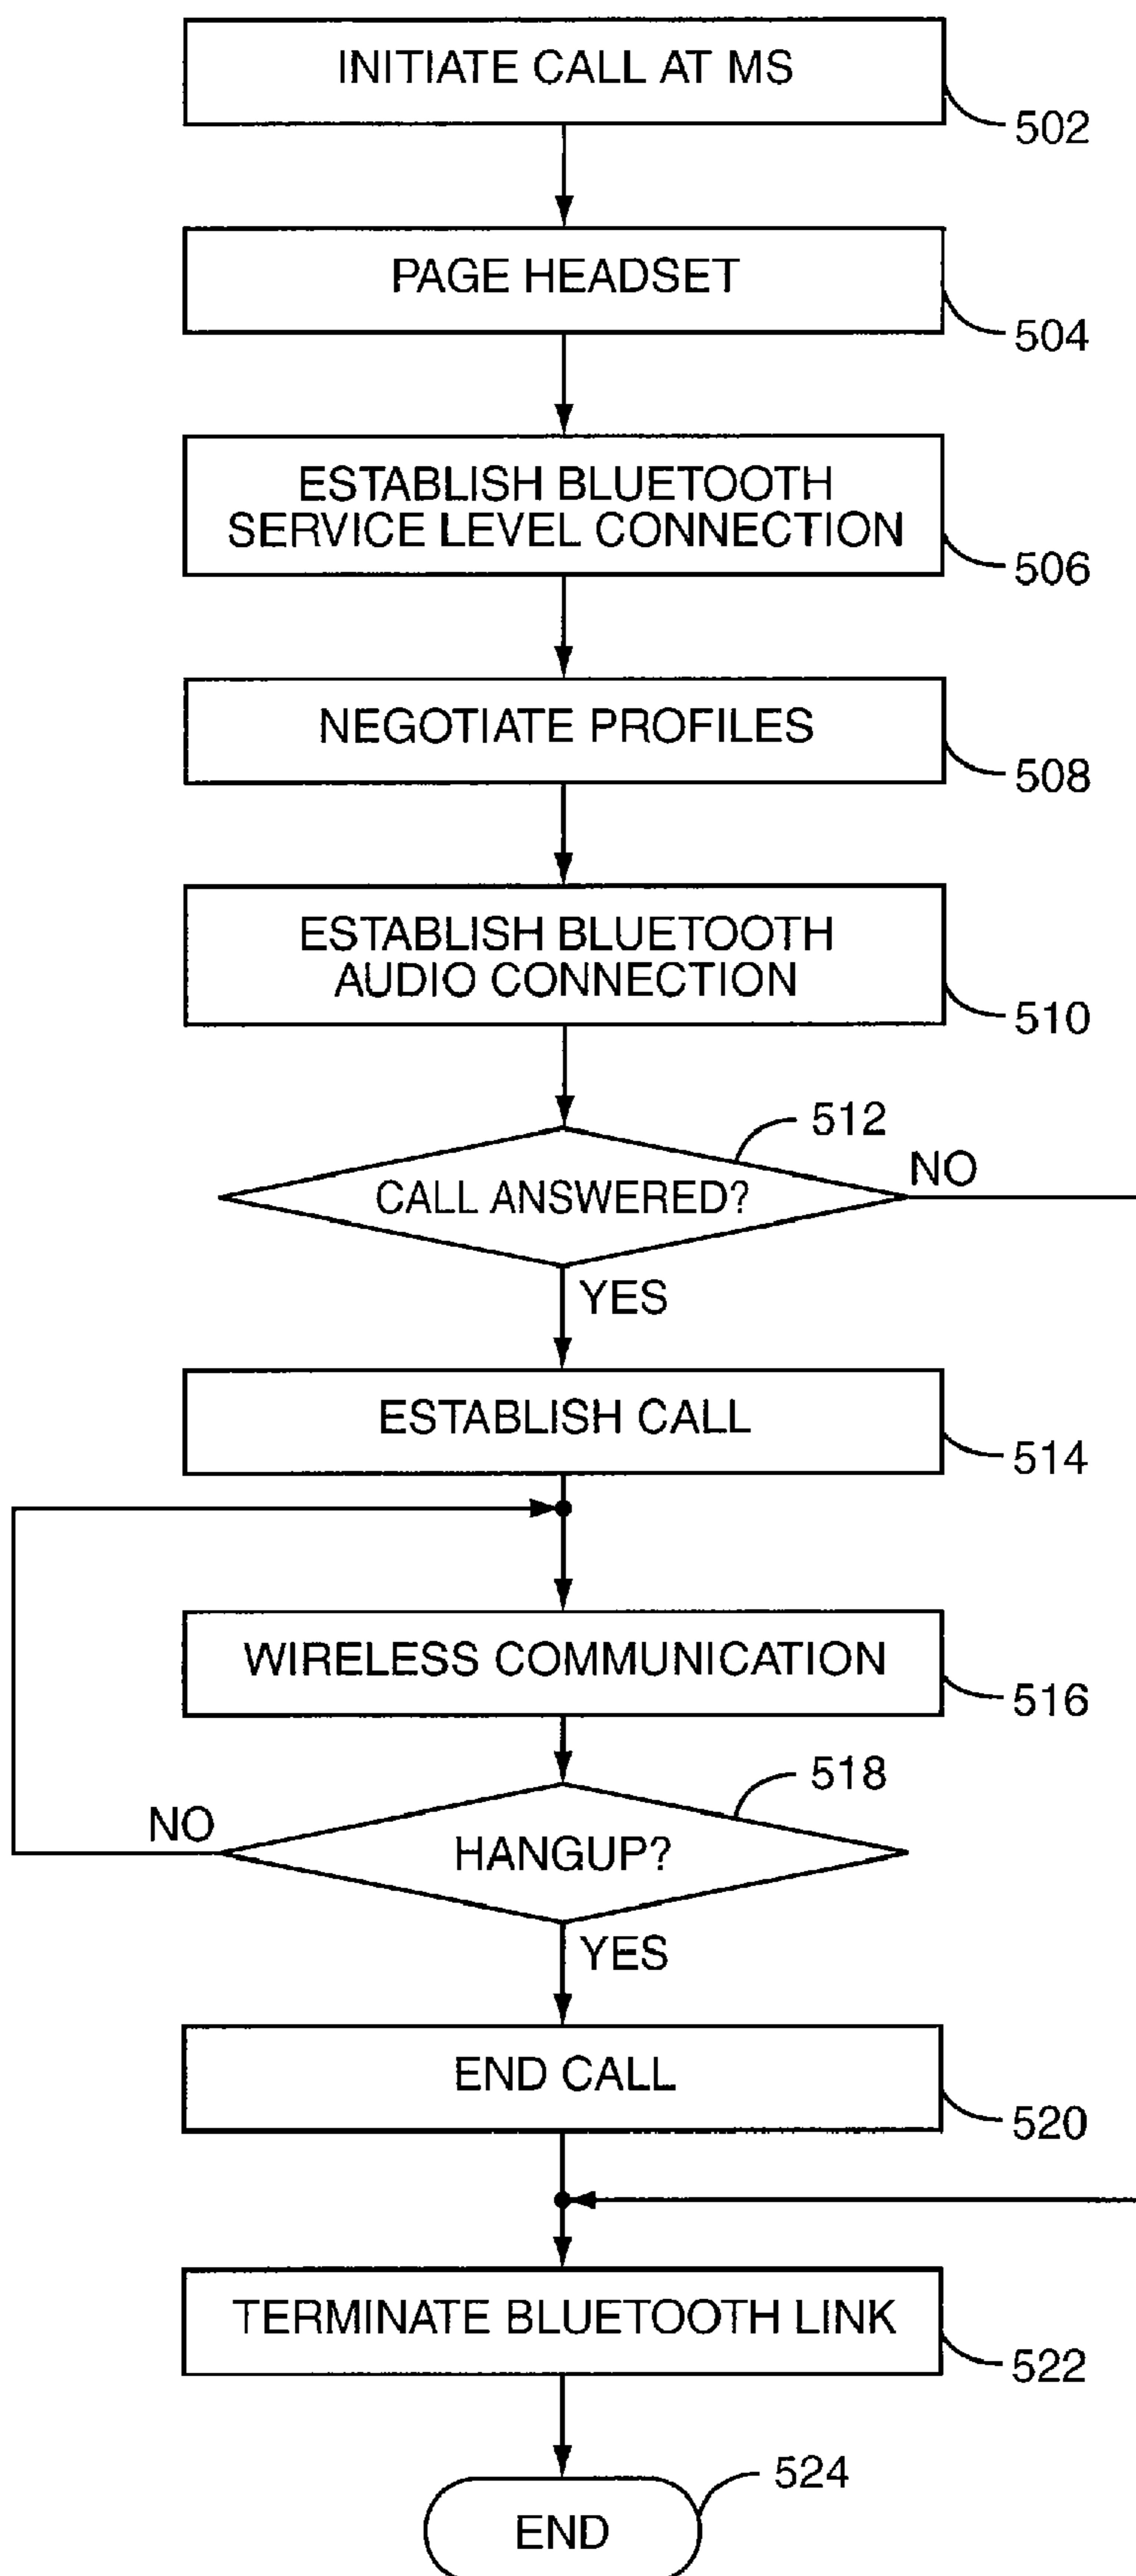 INITIATE CALL AT MS
502
PAGE HEADSET
504
ESTABLISH BLUETOOTH
SERVICE LEVEL CONNECTION
506
NEGOTIATE PROFILES
508
ESTABLISH BLUETOOTH
AUDIO CONNECTION
510
512
NO
CALL ANSWERED?
YES
ESTABLISH CALL
514
WIRELESS COMMUNICATION
516
518
NO
HANGUP?
YES
END CALL
520
TERMINATE BLUETOOTH LINK
522
524
END